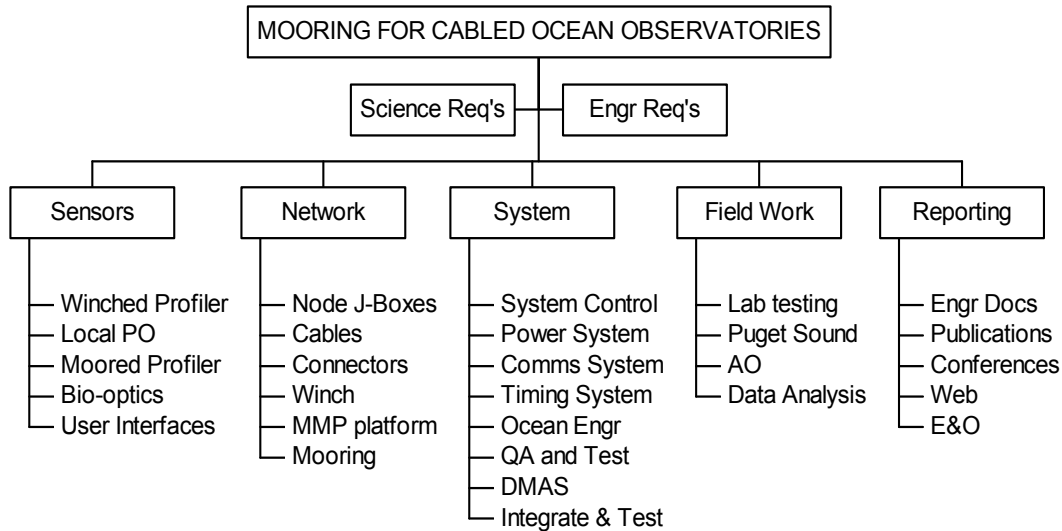 MOORING FOR CABLED OCEAN OBSERVATORIES
Science Req's
Engr Req's
Sensors
Winched Profiler
Local PO
Moored Profiler
Bio-optics
User Interfaces
Network
Node J-Boxes
Cables
Connectors
Winch
MMP platform
Mooring
System
System Control
Power System
Comms System
Timing System
Ocean Engr
QA and Test
DMAS
Integrate & Test
Field Work
Lab testing
Puget Sound
AO
Data Analysis
Reporting
Engr Docs
Publications
Conferences
Web
E&O